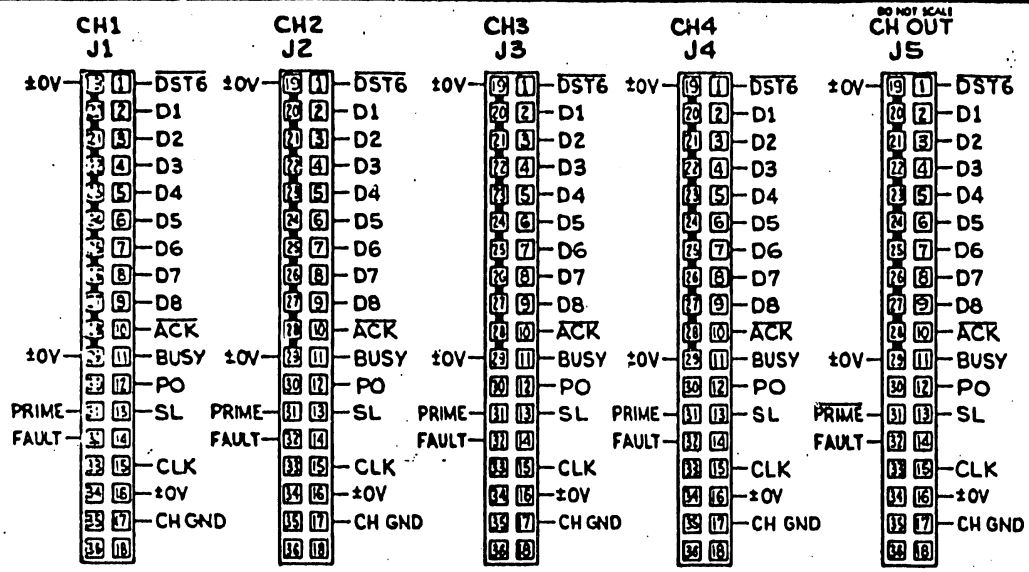 DO NOT SCALE
CH1 CH2 CH3 CH4 CH OUT
J1 J2 J3 J4 J5
±0V 1 DST6 ±0V 19 1 DST6 ±0V 19 1 DST6 ±0V 19 1 DST6 ±0V 19 1 DST6
2 D1 20 2 D1 20 2 D1 20 2 D1 20 2 D1
21 3 D2 21 3 D2 21 3 D2 21 3 D2 21 3 D2
4 D3 22 4 D3 22 4 D3 22 4 D3 22 4 D3
5 D4 23 5 D4 23 5 D4 23 5 D4 23 5 D4
6 D5 24 6 D5 24 6 D5 24 6 D5 24 6 D5
7 D6 25 7 D6 25 7 D6 25 7 D6 25 7 D6
8 D7 26 8 D7 26 8 D7 26 8 D7 26 8 D7
9 D8 27 9 D8 27 9 D8 27 9 D8 27 9 D8
10 ACK 28 10 ACK 28 10 ACK 28 10 ACK 28 10 ACK
±0V 11 BUSY ±0V 29 11 BUSY ±0V 29 11 BUSY ±0V 29 11 BUSY ±0V 29 11 BUSY
12 PO 30 12 PO 30 12 PO 30 12 PO 30 12 PO
PRIME 31 13 SL PRIME 31 13 SL PRIME 31 13 SL PRIME 31 13 SL PRIME 31 13 SL
FAULT 14 FAULT 32 14 FAULT 32 14 FAULT 32 14 FAULT 32 14
33 15 CLK 33 15 CLK 33 15 CLK 33 15 CLK 33 15 CLK
34 16 ±0V 34 16 ±0V 34 16 ±0V 34 16 ±0V 34 16 ±0V
35 17 CH GND 35 17 CH GND 35 17 CH GND 35 17 CH GND 35 17 CH GND
36 18 36 18 36 18 36 18 36 18